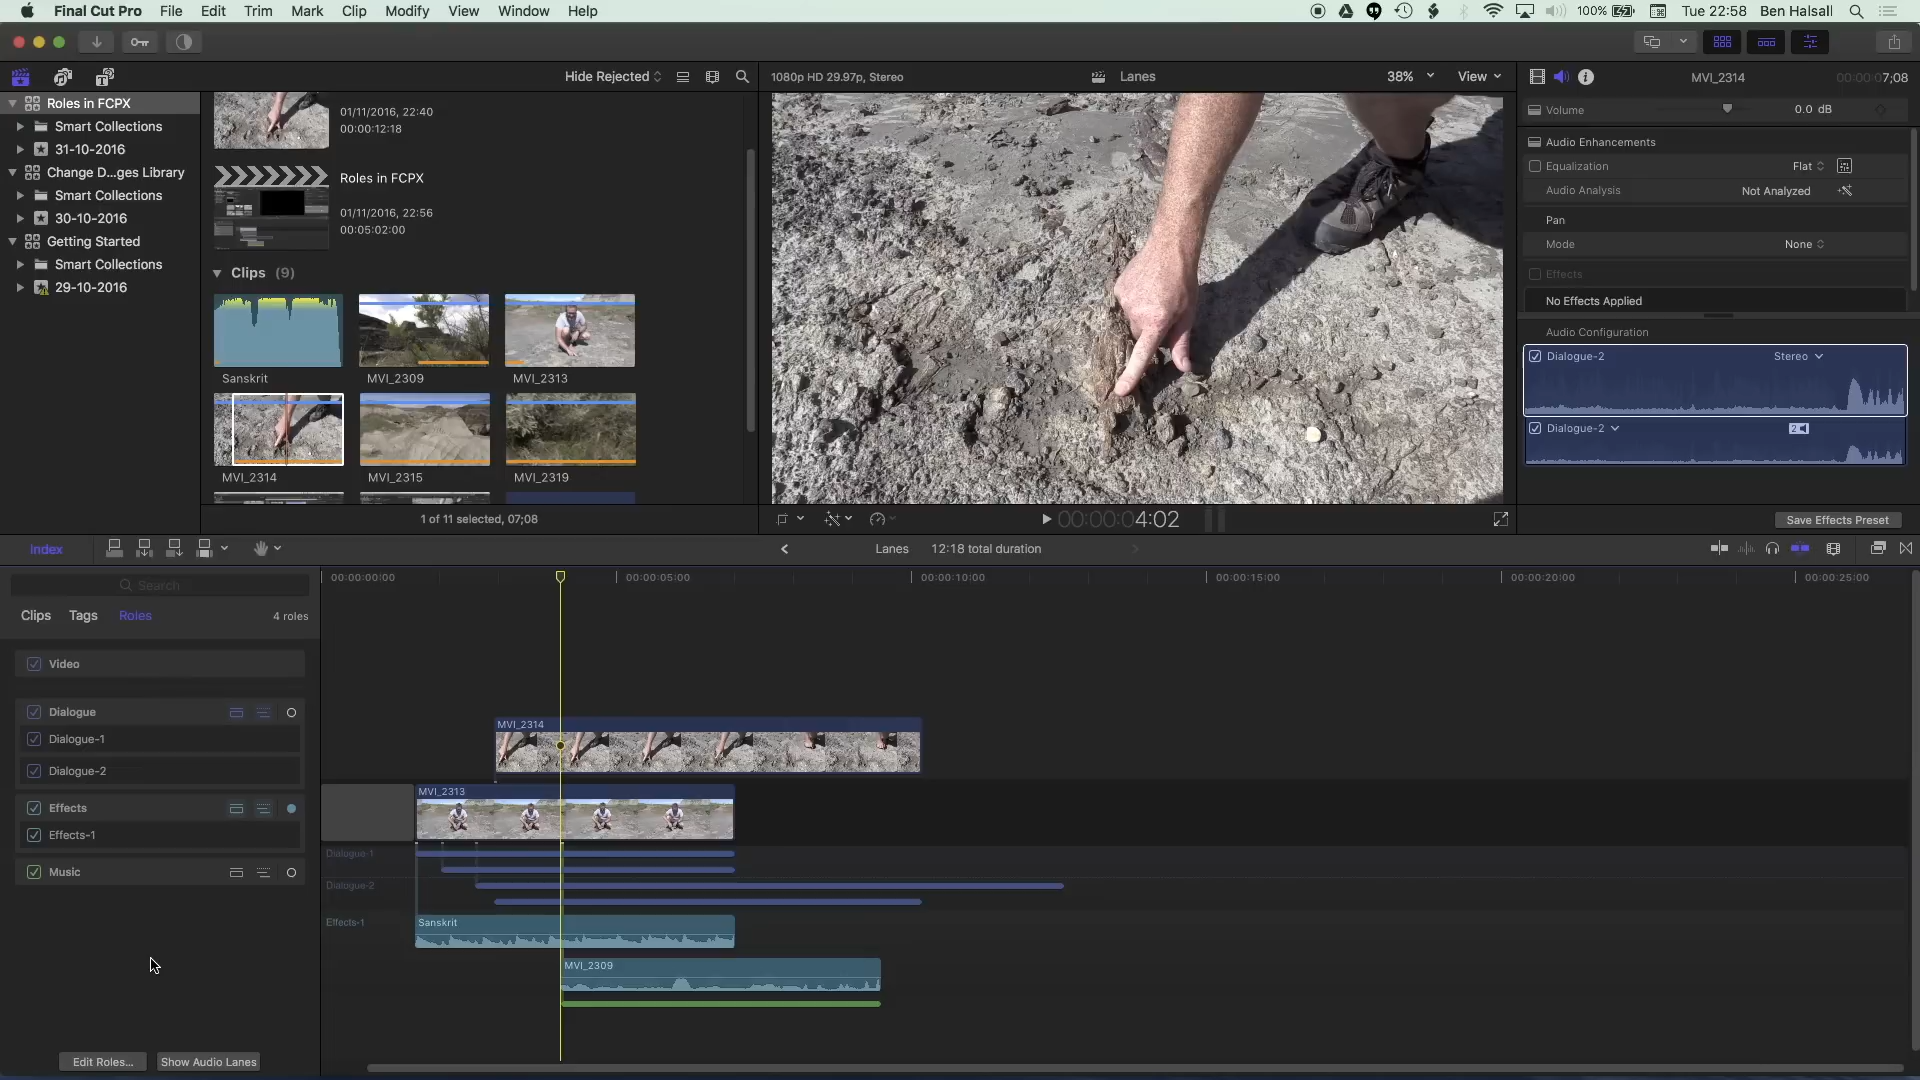 Final Cut Pro File Edit Trim Mark Clip Modify View Window Help 100% Tue 22:58 Ben Halsall
Hide Rejected 1080p HD 29.97p, Stereo Lanes 38% View MVI_2314 00:00:07;08
Roles in FCPX
Smart Collections
31-10-2016
Change D...ges Library
Smart Collections
30-10-2016
Getting Started
Smart Collections
29-10-2016
01/11/2016, 22:40
00:00:12:18
Roles in FCPX
01/11/2016, 22:56
00:05:02:00
Clips (9)
Sanskrit MVI_2309 MVI_2313
MVI_2314 MVI_2315 MVI_2319
1 of 11 selected, 07;08
00:00:04:02
Volume 0.0 dB
Audio Enhancements
Equalization Flat
Audio Analysis Not Analyzed
Pan
Mode None
Effects
No Effects Applied
Audio Configuration
Dialogue-2 Stereo
Dialogue-2 2
Save Effects Preset
Index Lanes 12:18 total duration
Search
Clips Tags Roles 4 roles
Video
Dialogue
Dialogue-1
Dialogue-2
Effects
Effects-1
Music
Edit Roles... Show Audio Lanes
00:00:00:00 00:00:05:00 00:00:10:00 00:00:15:00 00:00:20:00 00:00:25:00
MVI_2314
MVI_2313
Dialogue-1
Dialogue-2
Effects-1 Sanskrit
MVI_2309